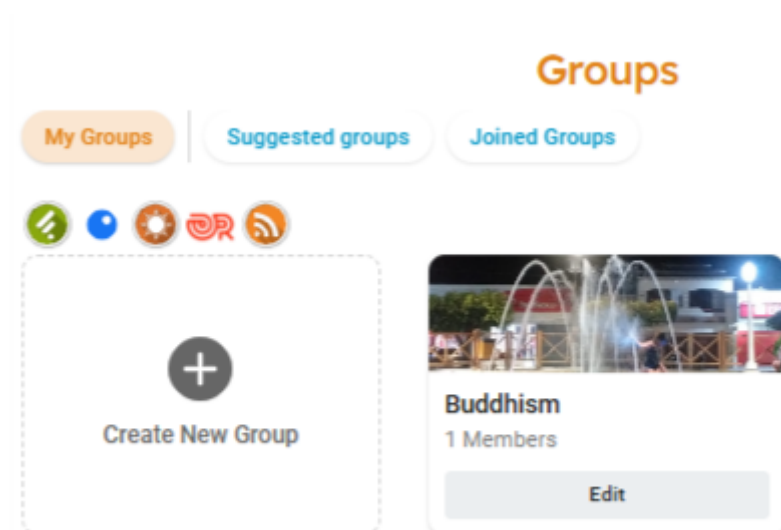 Groups
My Groups
Suggested groups
Joined Groups
Create New Group
Buddhism
1 Members
Edit